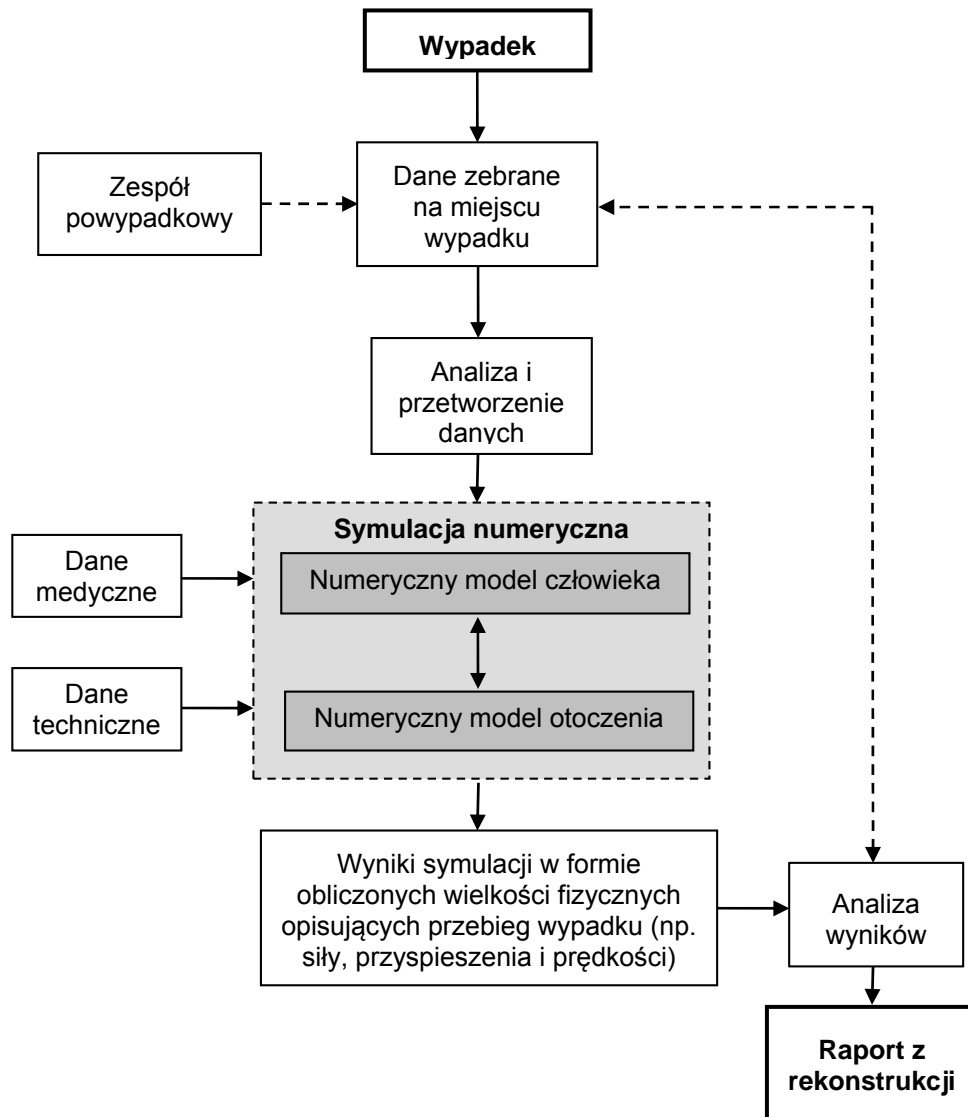 Wypadek
Zespół
powypadkowy
Dane zebrane
na miejscu
wypadku
Analiza i
przetworzenie
danych
Symulacja numeryczna
Dane
medyczne
Numeryczny model człowieka
Dane
techniczne
Numeryczny model otoczenia
Wyniki symulacji w formie
obliczonych wielkości fizycznych
opisujących przebieg wypadku (np.
siły, przyspieszenia i prędkości)
Analiza
wyników
Raport z
rekonstrukcji